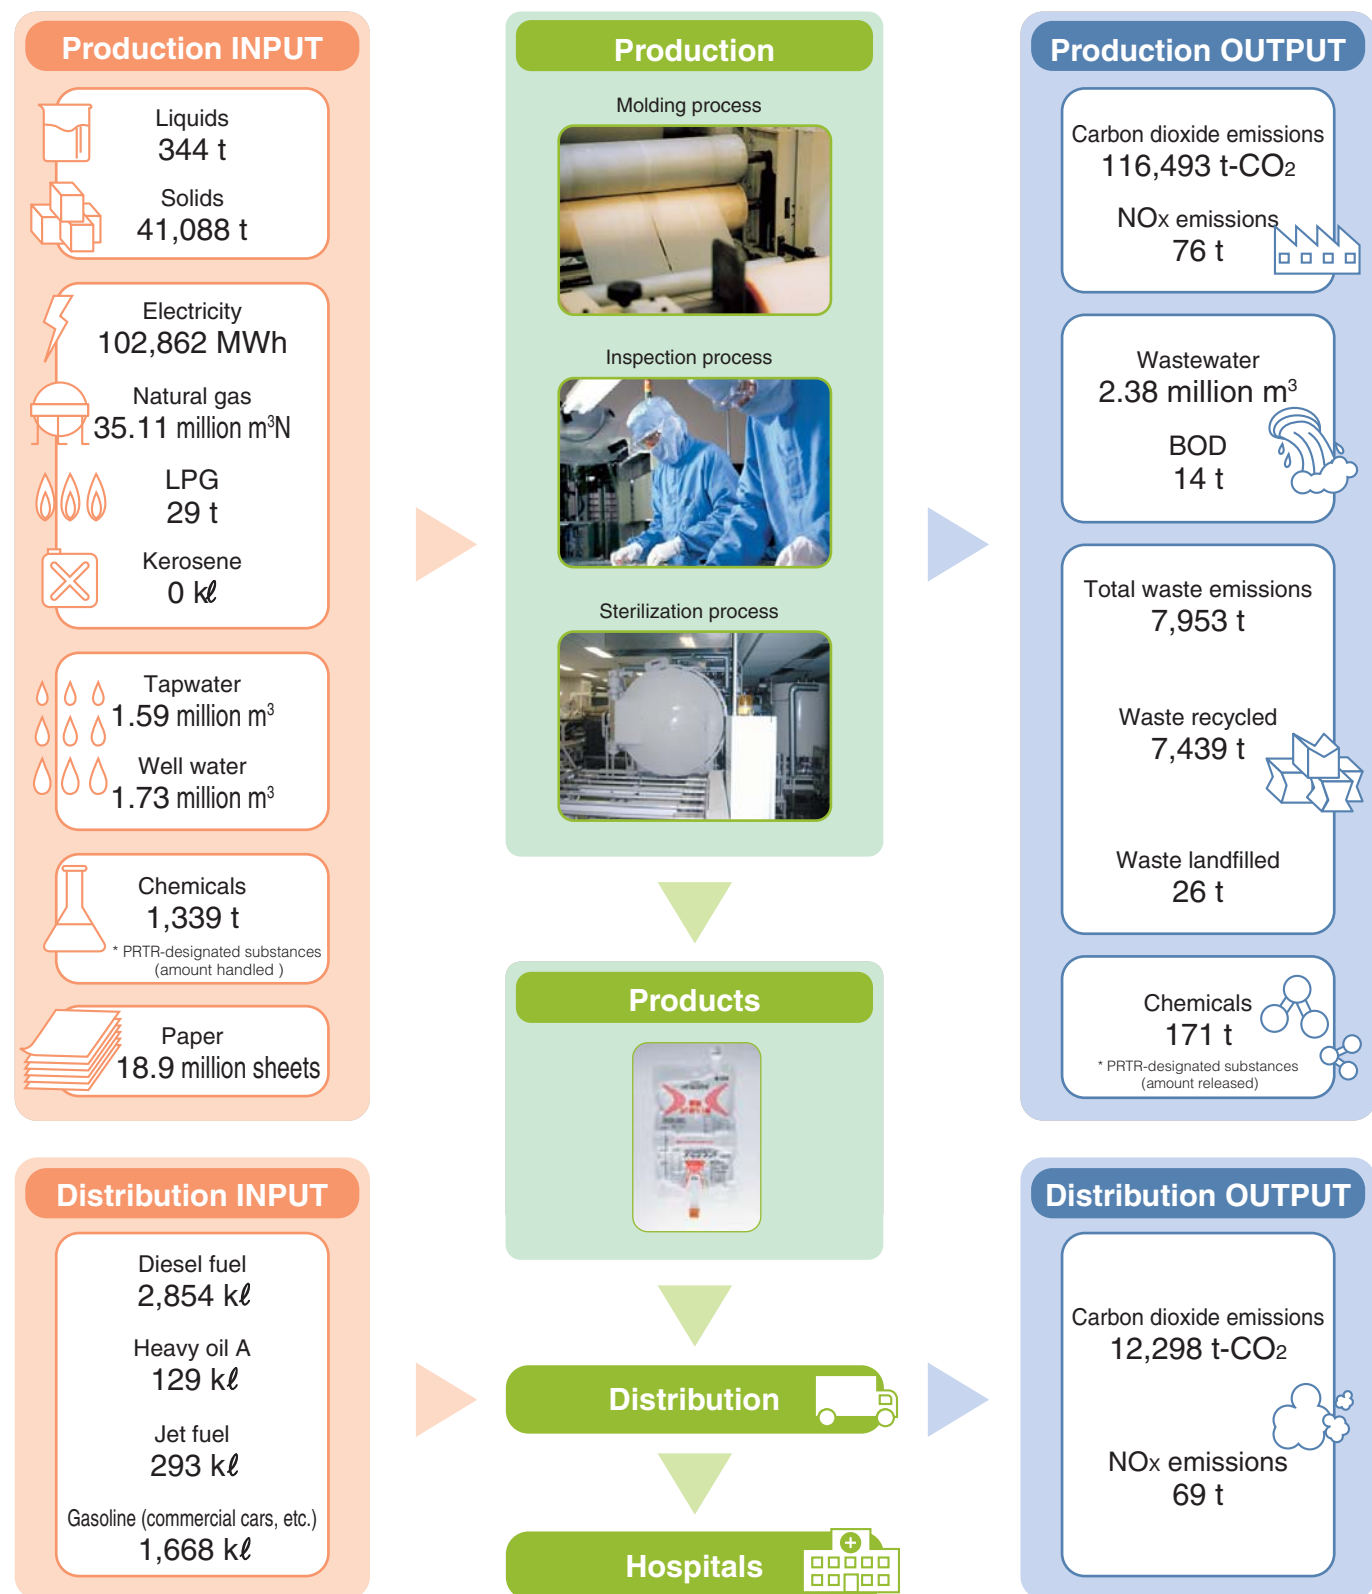 Production INPUT
Liquids
344 t
Solids
41,088 t
Electricity
102,862 MWh
Natural gas
35.11 million m³N
LPG
29 t
Kerosene
0 kℓ
Tapwater
1.59 million m³
Well water
1.73 million m³
Chemicals
1,339 t
* PRTR-designated substances
(amount handled )
Paper
18.9 million sheets
Production
Molding process
Inspection process
Sterilization process
Products
Production OUTPUT
Carbon dioxide emissions
116,493 t-CO₂
NOx emissions
76 t
Wastewater
2.38 million m³
BOD
14 t
Total waste emissions
7,953 t
Waste recycled
7,439 t
Waste landfilled
26 t
Chemicals
171 t
* PRTR-designated substances
(amount released)
Distribution INPUT
Diesel fuel
2,854 kℓ
Heavy oil A
129 kℓ
Jet fuel
293 kℓ
Gasoline (commercial cars, etc.)
1,668 kℓ
Distribution
Hospitals
Distribution OUTPUT
Carbon dioxide emissions
12,298 t-CO₂
NOx emissions
69 t